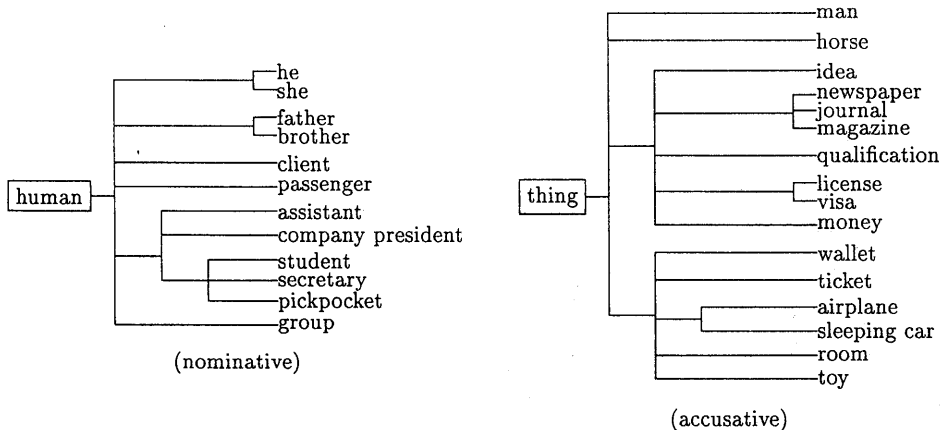 human
he
she
father
brother
client
passenger
assistant
company president
student
secretary
pickpocket
group
(nominative)
thing
man
horse
idea
newspaper
journal
magazine
qualification
license
visa
money
wallet
ticket
airplane
sleeping car
room
toy
(accusative)